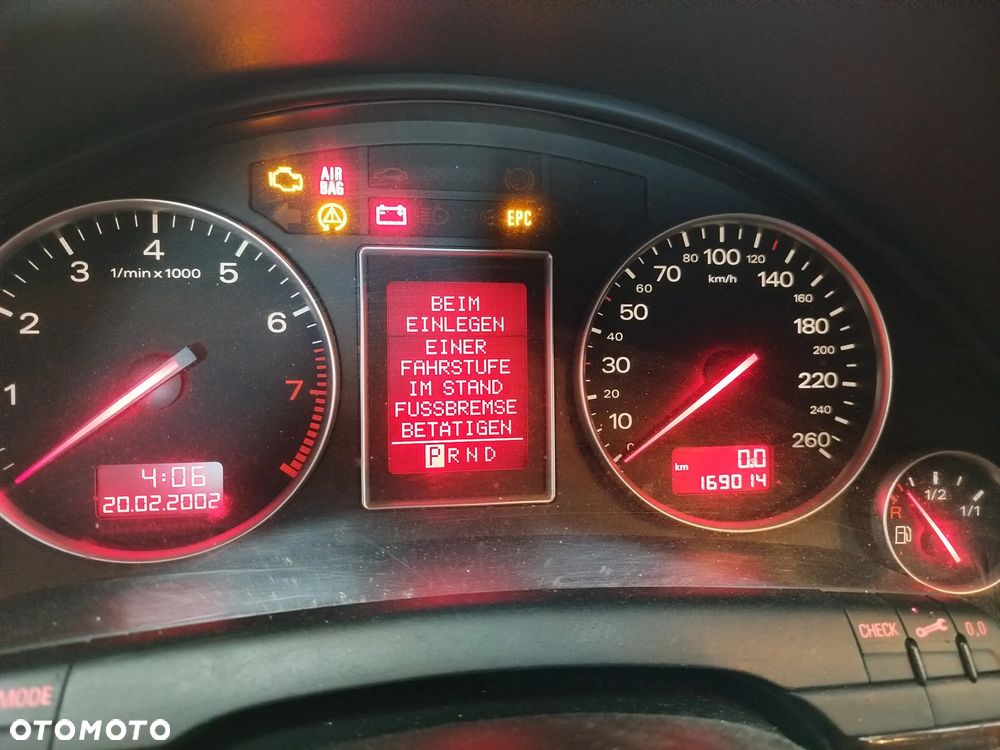 AIR
BAG
EPC
1
2
3
4
5
6
7
1/min x 1000
4:06
20.02.2002
BEIM
EINLEGEN
EINER
FAHRSTUFE
IM STAND
FUSSBREMSE
BETATIGEN
P R N D
10
20
30
40
50
60
70
80
100
120
140
160
180
200
220
240
260
km/h
0.0
km
169014
R
1/2
1/1
CHECK
0,0
MODE
OTOMOTO